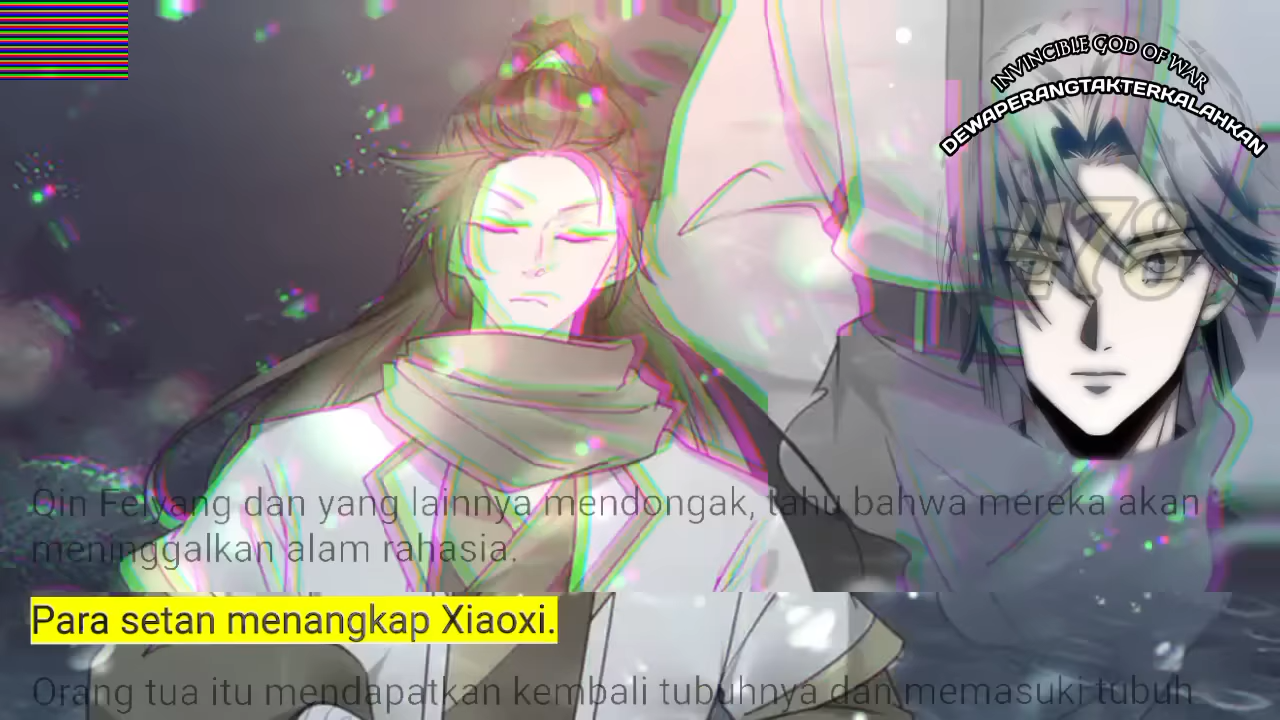 INVINCIBLE GOD OF WAR
DEWAPERANGTAKTERKALAHKAN
#78
Qin Feiyang dan yang lainnya mendongak, tahu bahwa mereka akan
meninggalkan alam rahasia.
Para setan menangkap Xiaoxi.
Orang tua itu mendapatkan kembali tubuhnya dan memasuki tubuh